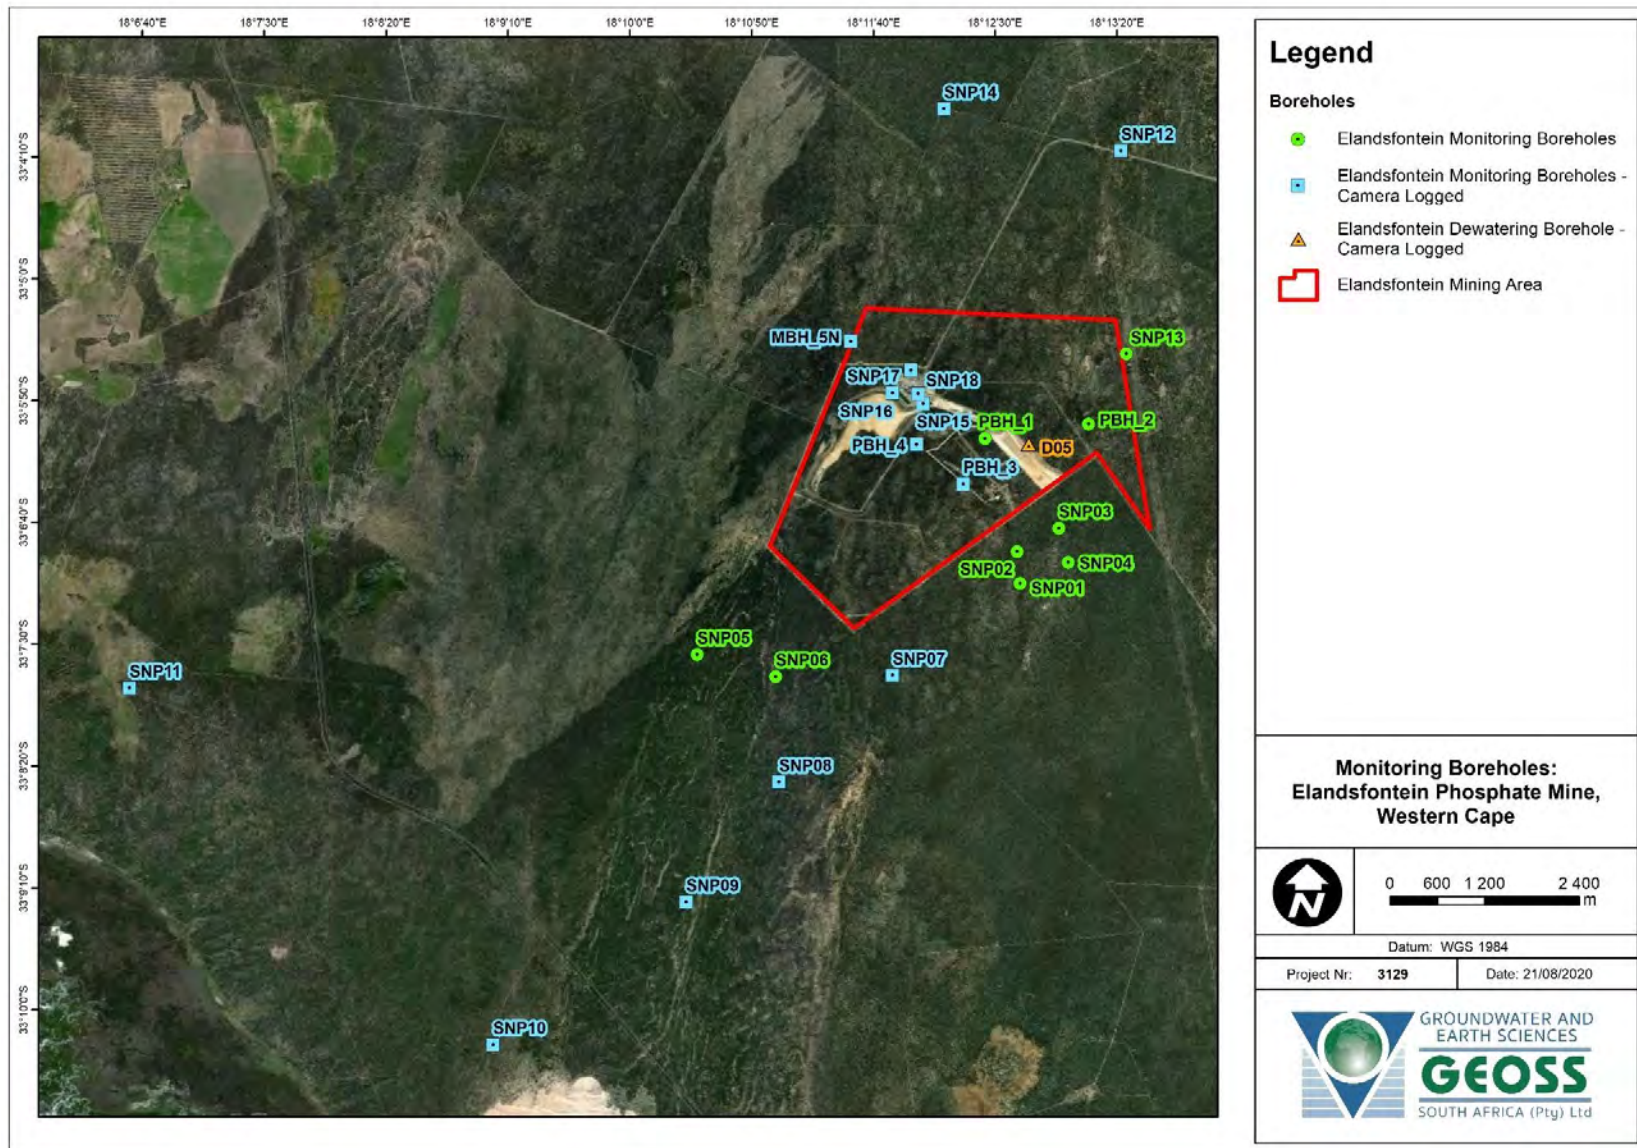 18°6'40"E 18°7'30"E 18°8'20"E 18°9'10"E 18°10'0"E 18°10'50"E 18°11'40"E 18°12'30"E 18°13'20"E
33°4'10"S
33°5'0"S
33°5'50"S
33°6'40"S
33°7'30"S
33°8'20"S
33°9'10"S
33°10'0"S
SNP14
SNP12
MBH_5N
SNP13
SNP17
SNP18
SNP16
SNP15
PBH_1
PBH_2
PBH_4
D05
PBH_3
SNP03
SNP02
SNP04
SNP01
SNP05
SNP06
SNP07
SNP11
SNP08
SNP09
SNP10
Legend
Boreholes
Elandsfontein Monitoring Boreholes
Elandsfontein Monitoring Boreholes -
Camera Logged
Elandsfontein Dewatering Borehole -
Camera Logged
Elandsfontein Mining Area
Monitoring Boreholes:
Elandsfontein Phosphate Mine,
Western Cape
N
0 600 1 200 2 400
m
Datum: WGS 1984
Project Nr: 3129
Date: 21/08/2020
GROUNDWATER AND
EARTH SCIENCES
GEOSS
SOUTH AFRICA (Pty) Ltd